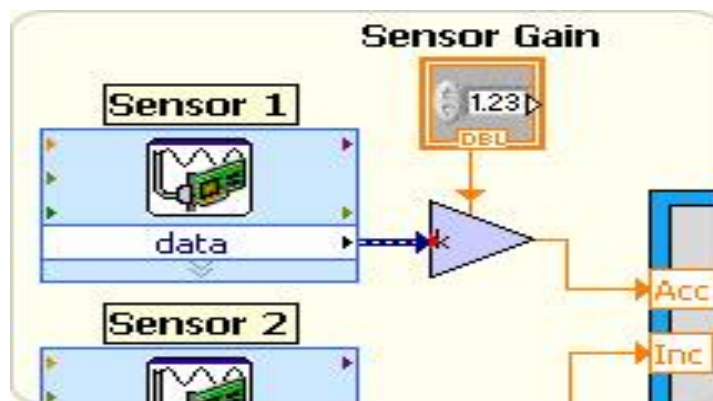 Sensor Gain
Sensor 1
1.23
DBL
data
k
Acc
Sensor 2
Inc